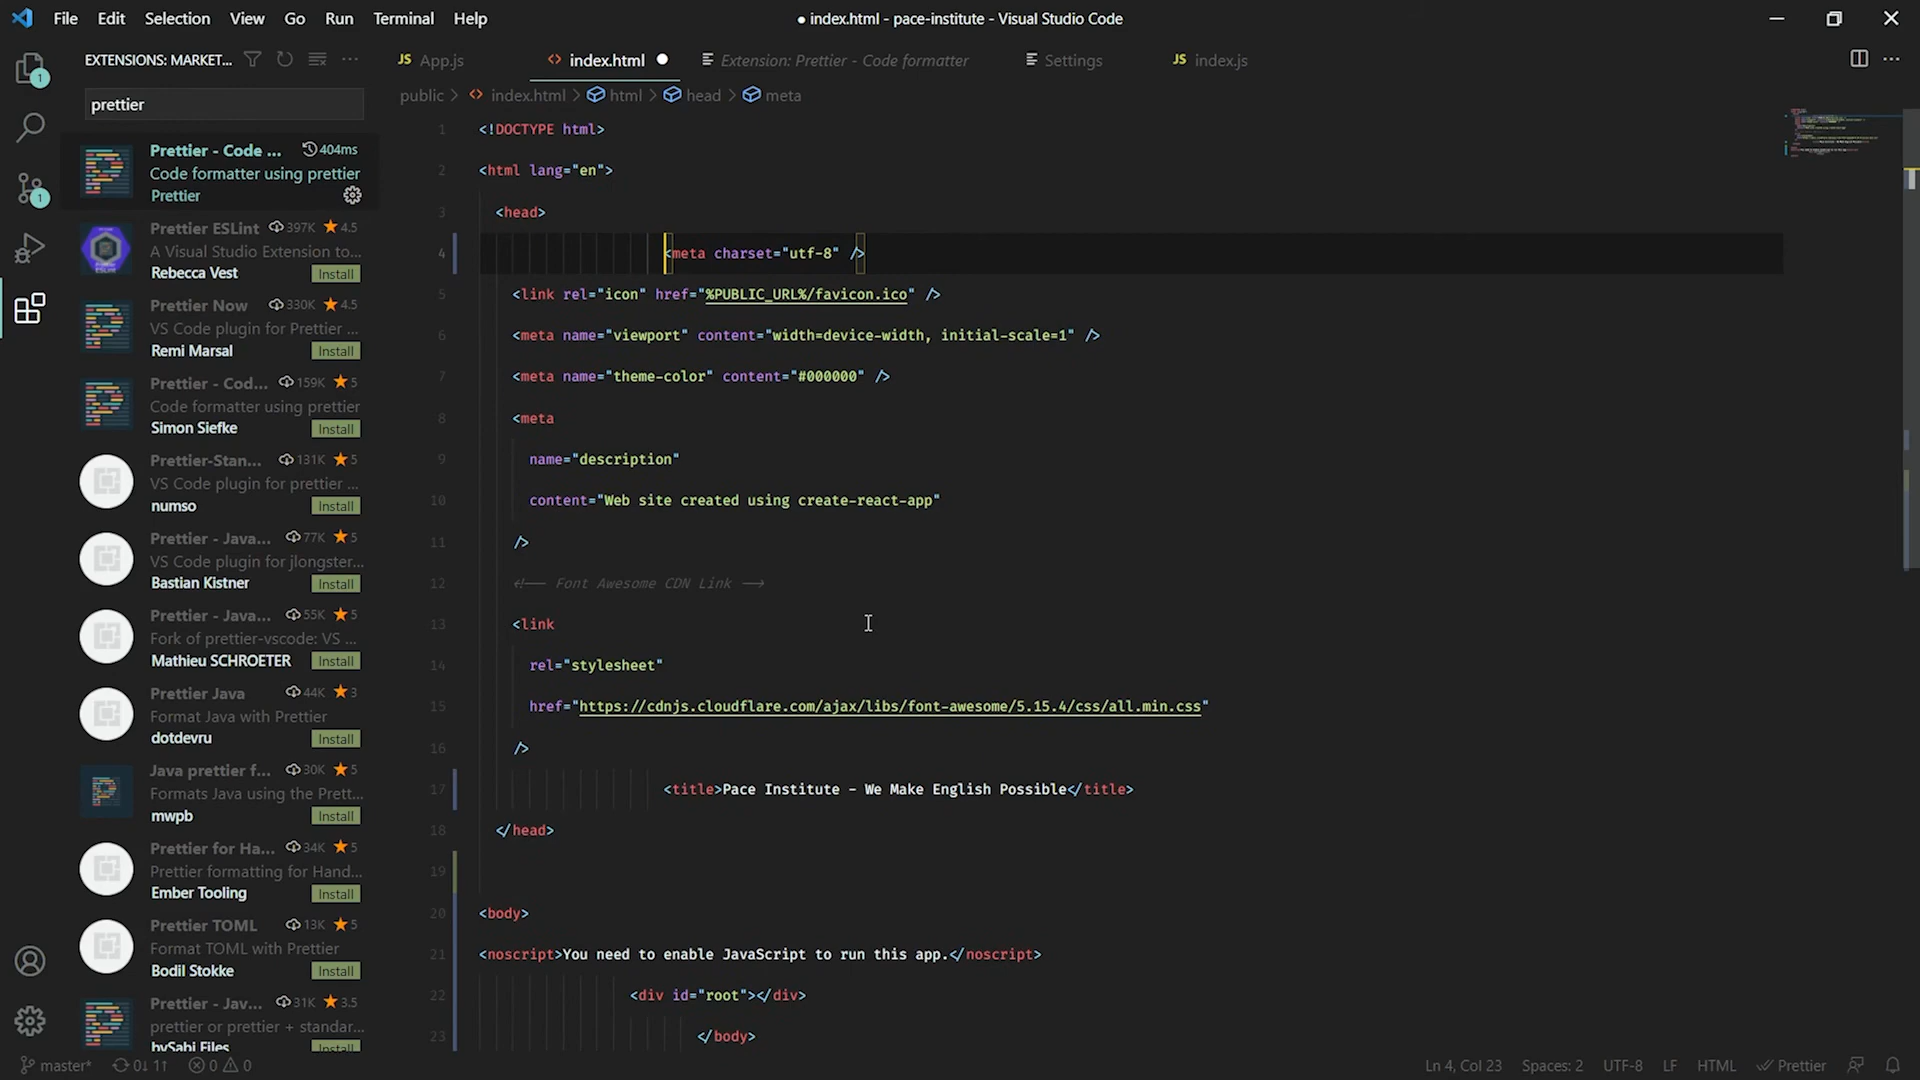 File Edit Selection View Go Run Terminal Help
● index.html - pace-institute - Visual Studio Code
EXTENSIONS: MARKET...
JS App.js
<> index.html ●
Extension: Prettier - Code formatter
Settings
JS index.js
1
1
prettier
Prettier - Code ... 404ms
Code formatter using prettier
Prettier
Prettier ESLint 397K ★ 4.5
A Visual Studio Extension to...
Rebecca Vest Install
Prettier Now 330K ★ 4.5
VS Code plugin for Prettier ...
Remi Marsal Install
Prettier - Cod... 159K ★ 5
Code formatter using prettier
Simon Siefke Install
Prettier-Stan... 131K ★ 5
VS Code plugin for prettier ...
numso Install
Prettier - Java... 77K ★ 5
VS Code plugin for jlongster...
Bastian Kistner Install
Prettier - Java... 55K ★ 5
Fork of prettier-vscode: VS ...
Mathieu SCHROETER Install
Prettier Java 44K ★ 3
Format Java with Prettier
dotdevru Install
Java prettier f... 30K ★ 5
Formats Java using the Prett...
mwpb Install
Prettier for Ha... 34K ★ 5
Prettier formatting for Hand...
Ember Tooling Install
Prettier TOML 13K ★ 5
Format TOML with Prettier
Bodil Stokke Install
Prettier - Jav... 31K ★ 3.5
prettier or prettier + standar...
bySabi Files Install
public > <> index.html > html > head > meta
1 <!DOCTYPE html>
2 <html lang="en">
3 <head>
4 <meta charset="utf-8" />
5 <link rel="icon" href="%PUBLIC_URL%/favicon.ico" />
6 <meta name="viewport" content="width=device-width, initial-scale=1" />
7 <meta name="theme-color" content="#000000" />
8 <meta
9 name="description"
10 content="Web site created using create-react-app"
11 />
12 <!-- Font Awesome CDN Link -->
13 <link
14 rel="stylesheet"
15 href="https://cdnjs.cloudflare.com/ajax/libs/font-awesome/5.15.4/css/all.min.css"
16 />
17 <title>Pace Institute - We Make English Possible</title>
18 </head>
19
20 <body>
21 <noscript>You need to enable JavaScript to run this app.</noscript>
22 <div id="root"></div>
23 </body>
master* 0↓ 1↑ 0 0
Ln 4, Col 23 Spaces: 2 UTF-8 LF HTML Prettier